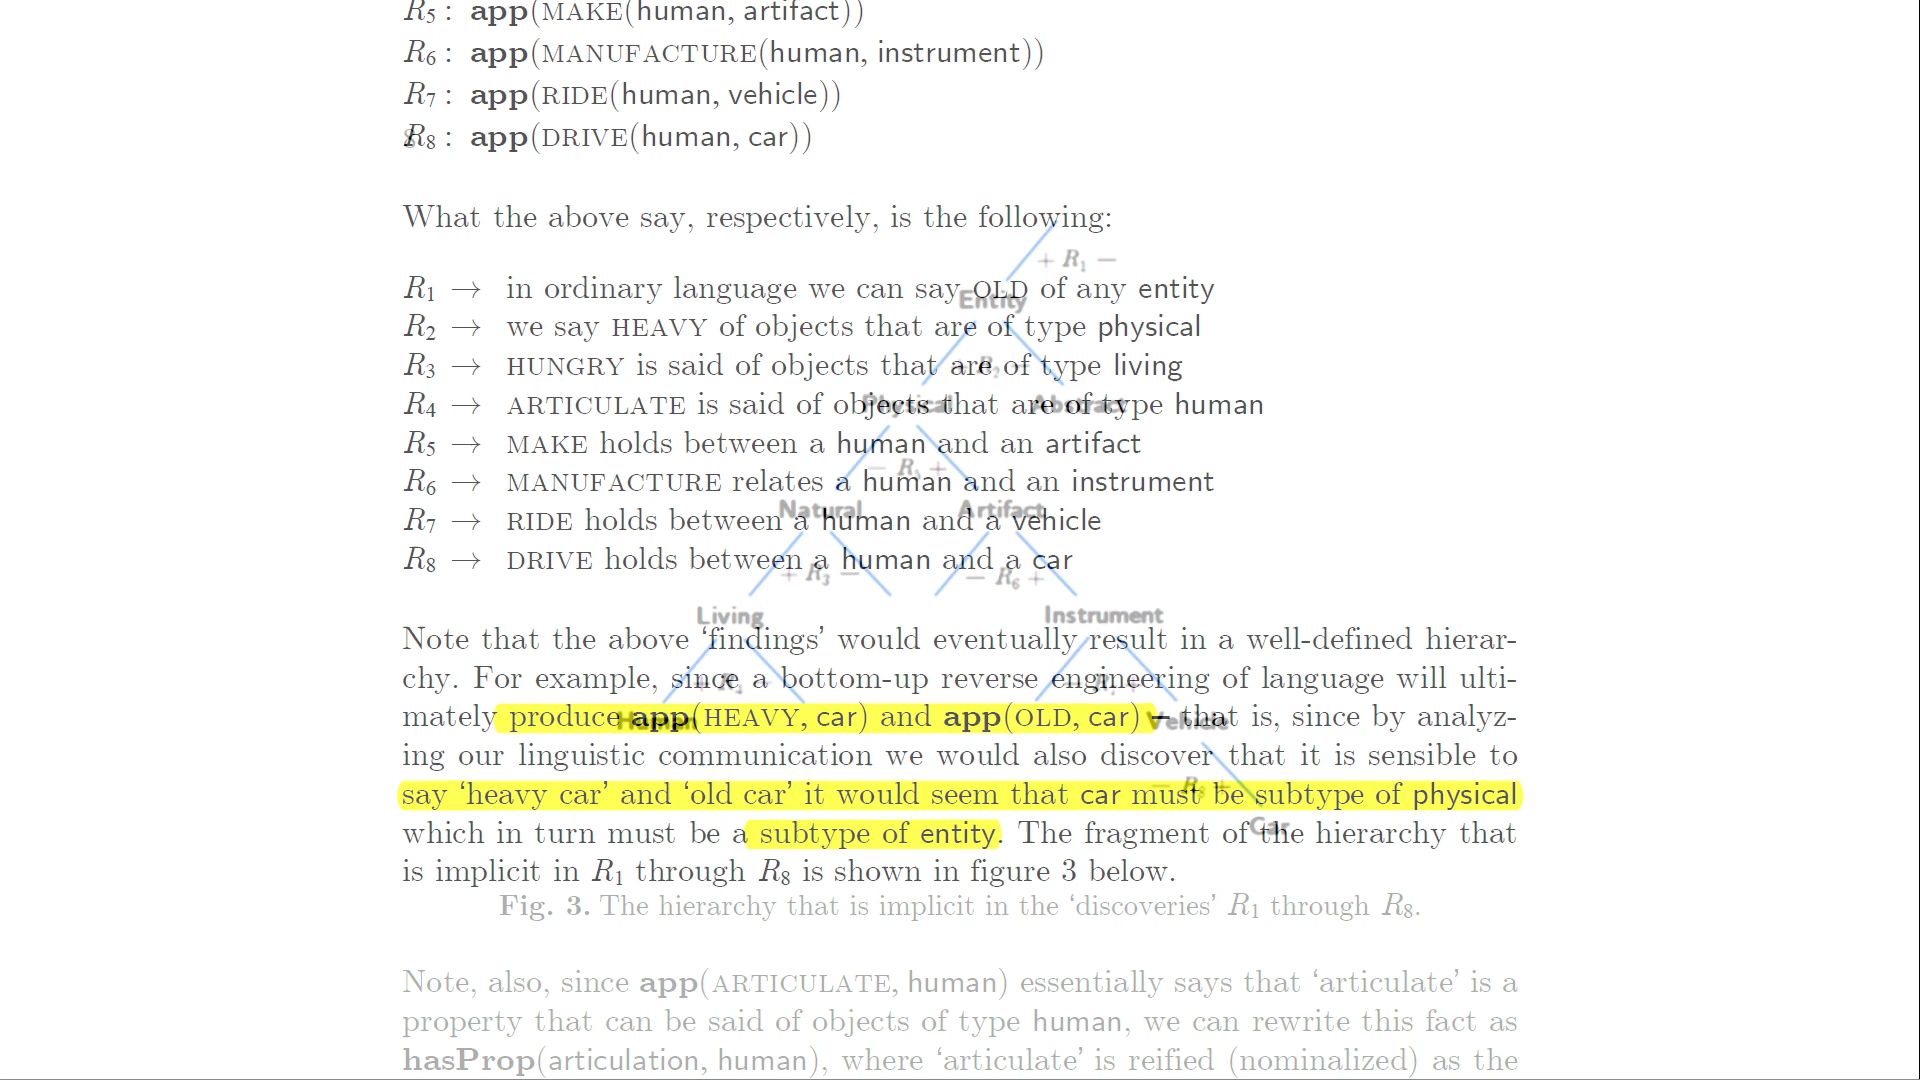 R5 : app(MAKE(human, artifact))
R6 : app(MANUFACTURE(human, instrument))
R7 : app(RIDE(human, vehicle))
R8 : app(DRIVE(human, car))
What the above say, respectively, is the following:
R1 → in ordinary language we can say OLD of any entity
R2 → we say HEAVY of objects that are of type physical
R3 → HUNGRY is said of objects that are of type living
R4 → ARTICULATE is said of objects that are of type human
R5 → MAKE holds between a human and an artifact
R6 → MANUFACTURE relates a human and an instrument
R7 → RIDE holds between a human and a vehicle
R8 → DRIVE holds between a human and a car
Note that the above ‘findings’ would eventually result in a well-defined hierar-
chy. For example, since a bottom-up reverse engineering of language will ulti-
mately produce app(HEAVY, car) and app(OLD, car) – that is, since by analyz-
ing our linguistic communication we would also discover that it is sensible to
say ‘heavy car’ and ‘old car’ it would seem that car must be subtype of physical
which in turn must be a subtype of entity. The fragment of the hierarchy that
is implicit in R1 through R8 is shown in figure 3 below.
+ R1 −
Entity
+ R2 −
Physical Abstract
− R5 +
Natural Artifact
+ R3 − − R6 +
Living Instrument
+ R4 − − R7 +
Human Vehicle
− R8 +
Car
Fig. 3. The hierarchy that is implicit in the ‘discoveries’ R1 through R8.
Note, also, since app(ARTICULATE, human) essentially says that ‘articulate’ is a
property that can be said of objects of type human, we can rewrite this fact as
hasProp(articulation, human), where ‘articulate’ is reified (nominalized) as the